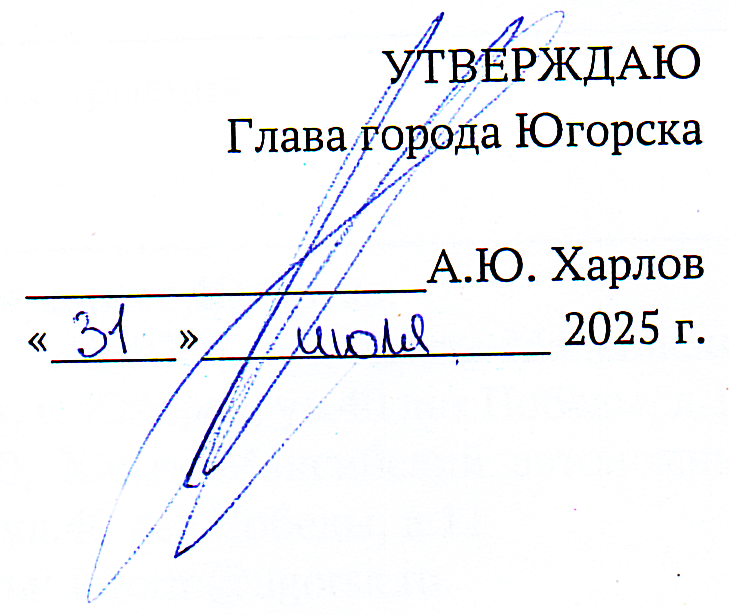 УТВЕРЖДАЮ
Глава города Югорска
А.Ю. Харлов
« 31 » июля 2025 г.